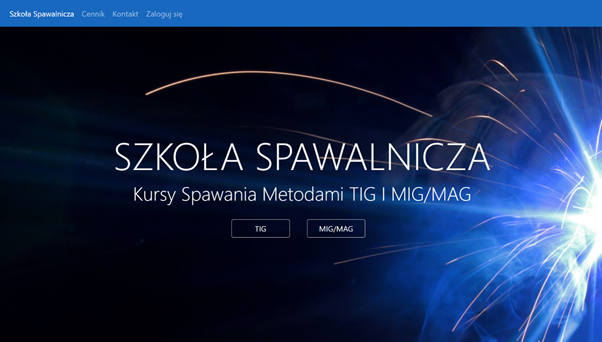 Szkoła Spawalnicza Cennik Kontakt Zaloguj się
SZKOŁA SPAWALNICZA
Kursy Spawania Metodami TIG I MIG/MAG
TIG MIG/MAG